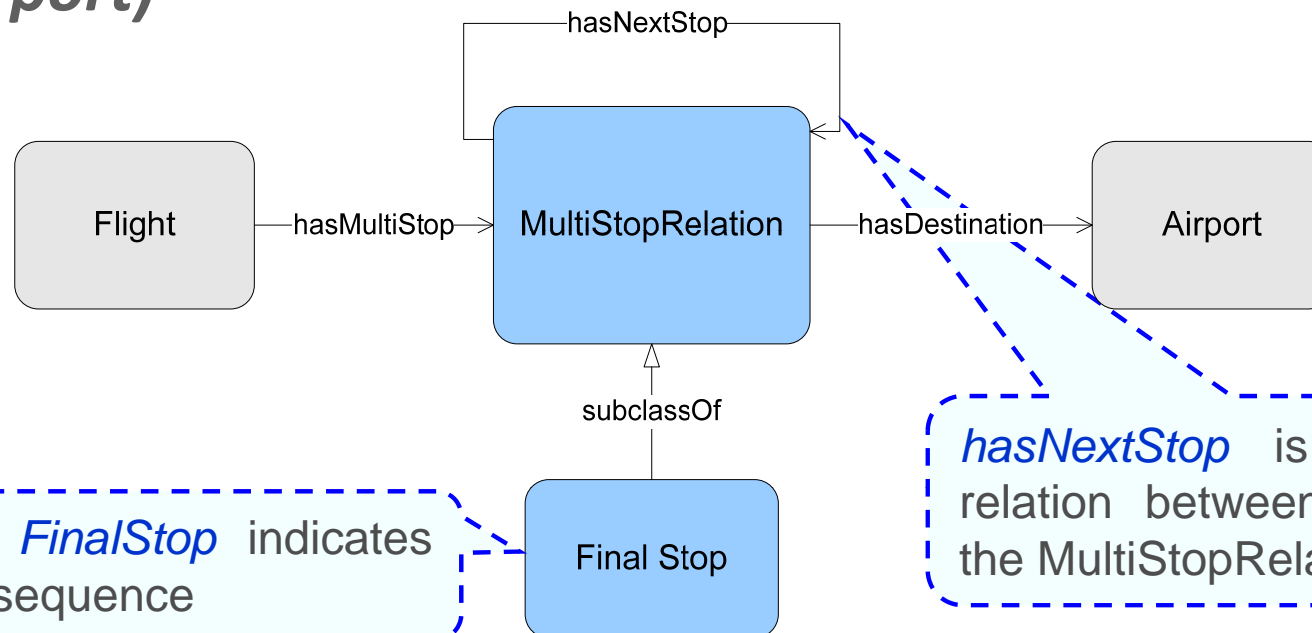 port)
hasNextStop
Flight
hasMultiStop
MultiStopRelation
hasDestination
Airport
subclassOf
hasNextStop is
relation between
the MultiStopRela
FinalStop indicates
sequence
Final Stop